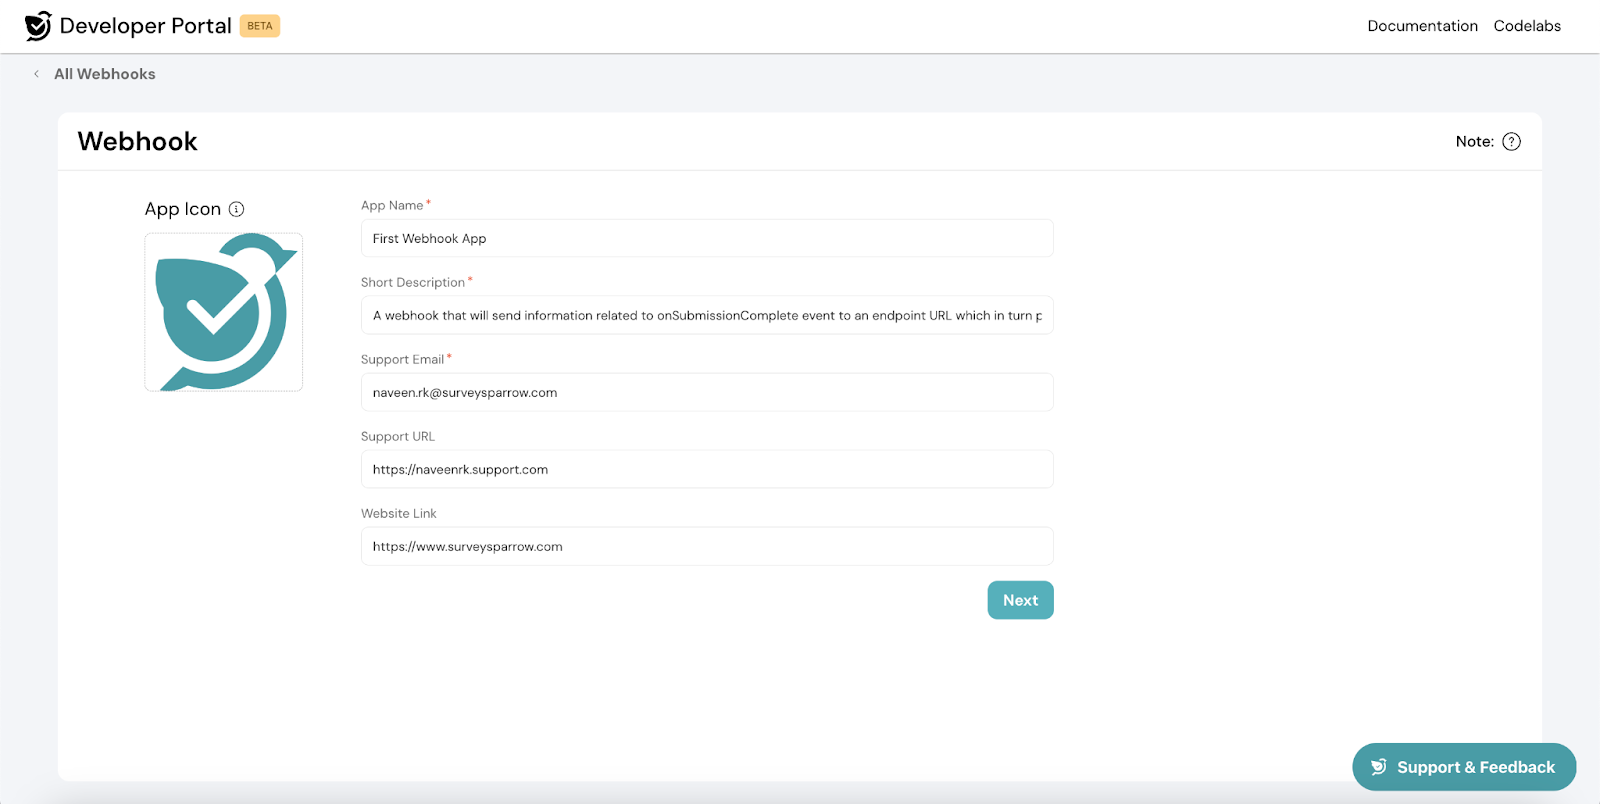 Developer Portal BETA
Documentation Codelabs
All Webhooks
Webhook
Note:
App Icon
App Name*
First Webhook App
Short Description*
A webhook that will send information related to onSubmissionComplete event to an endpoint URL which in turn p
Support Email*
naveen.rk@surveysparrow.com
Support URL
https://naveenrk.support.com
Website Link
https://www.surveysparrow.com
Next
Support & Feedback